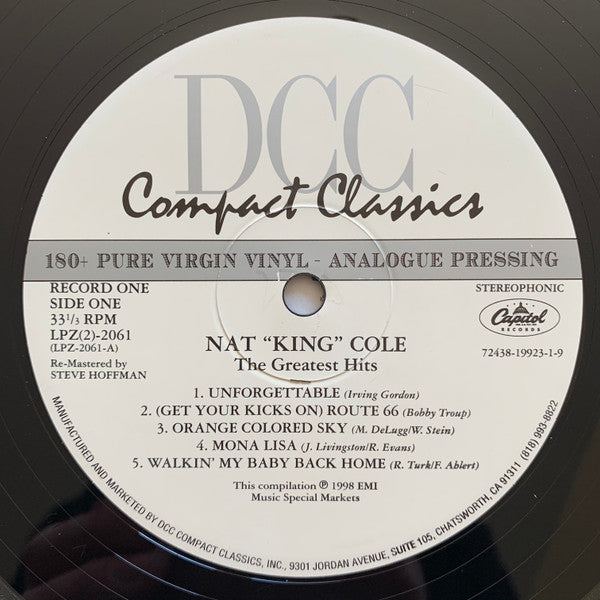 DCC
Compact Classics
180+ PURE VIRGIN VINYL - ANALOGUE PRESSING
RECORD ONE
SIDE ONE
33 1/3 RPM
LPZ(2)-2061
(LPZ-2061-A)
Re-Mastered by
STEVE HOFFMAN
STEREOPHONIC
Capitol
RECORDS
72438-19923-1-9
NAT “KING” COLE
The Greatest Hits
1. UNFORGETTABLE (Irving Gordon)
2. (GET YOUR KICKS ON) ROUTE 66 (Bobby Troup)
3. ORANGE COLORED SKY (M. DeLugg/W. Stein)
4. MONA LISA (J. Livingston/R. Evans)
5. WALKIN’ MY BABY BACK HOME (R. Turk/F. Ahlert)
This compilation ℗ 1998 EMI
Music Special Markets
MANUFACTURED AND MARKETED BY DCC COMPACT CLASSICS, INC., 9301 JORDAN AVENUE, SUITE 105, CHATSWORTH, CA 91311 (818) 993-8822